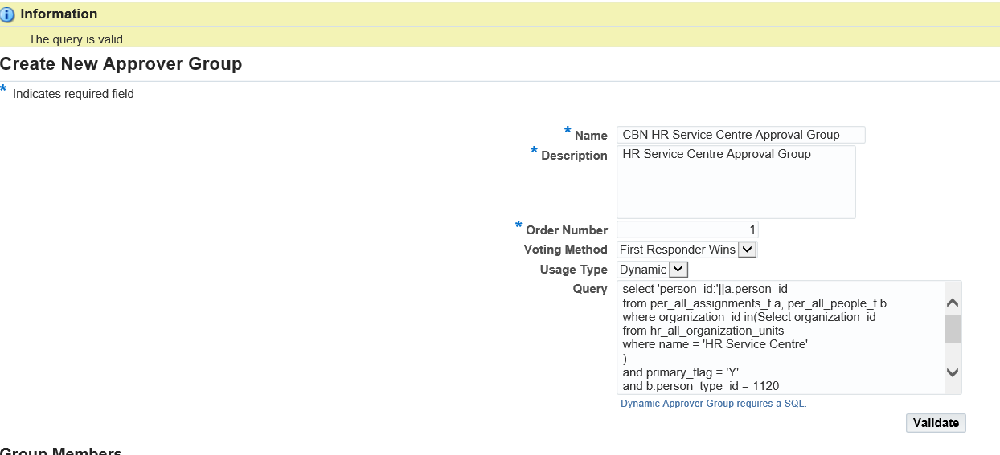 Information
The query is valid.
Create New Approver Group
* Indicates required field
* Name CBN HR Service Centre Approval Group
* Description HR Service Centre Approval Group
* Order Number 1
Voting Method First Responder Wins
Usage Type Dynamic
Query select 'person_id:'||a.person_id
from per_all_assignments_f a, per_all_people_f b
where organization_id in(Select organization_id
from hr_all_organization_units
where name = 'HR Service Centre'
)
and primary_flag = 'Y'
and b.person_type_id = 1120
Dynamic Approver Group requires a SQL.
Validate
Group Members